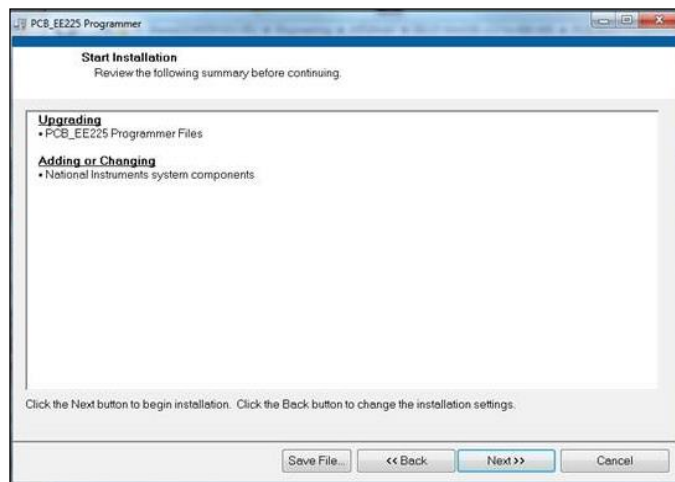 PCB_EE225 Programmer
Start Installation
Review the following summary before continuing.
Upgrading
• PCB_EE225 Programmer Files
Adding or Changing
• National Instruments system components
Click the Next button to begin installation. Click the Back button to change the installation settings.
Save File... << Back Next >> Cancel